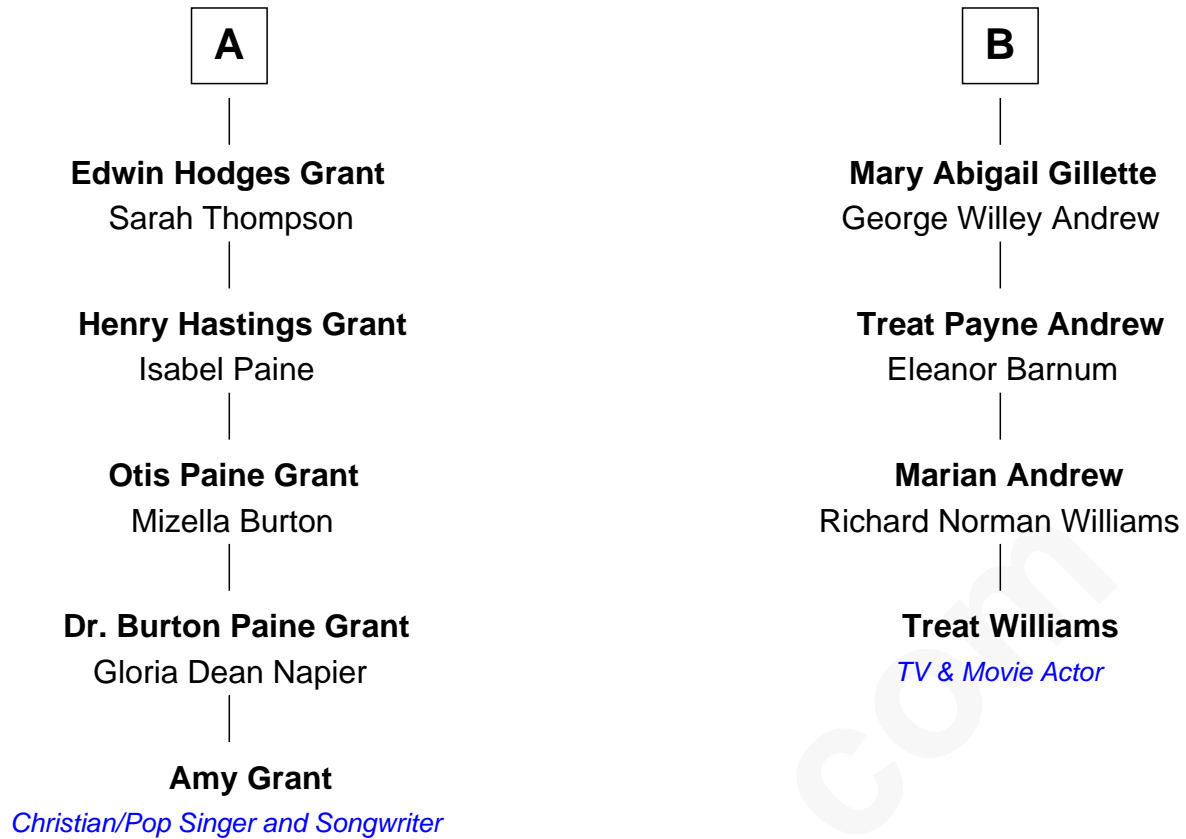 A
Edwin Hodges Grant
Sarah Thompson
Henry Hastings Grant
Isabel Paine
Otis Paine Grant
Mizella Burton
Dr. Burton Paine Grant
Gloria Dean Napier
Amy Grant
Christian/Pop Singer and Songwriter
B
Mary Abigail Gillette
George Willey Andrew
Treat Payne Andrew
Eleanor Barnum
Marian Andrew
Richard Norman Williams
Treat Williams
TV & Movie Actor
com